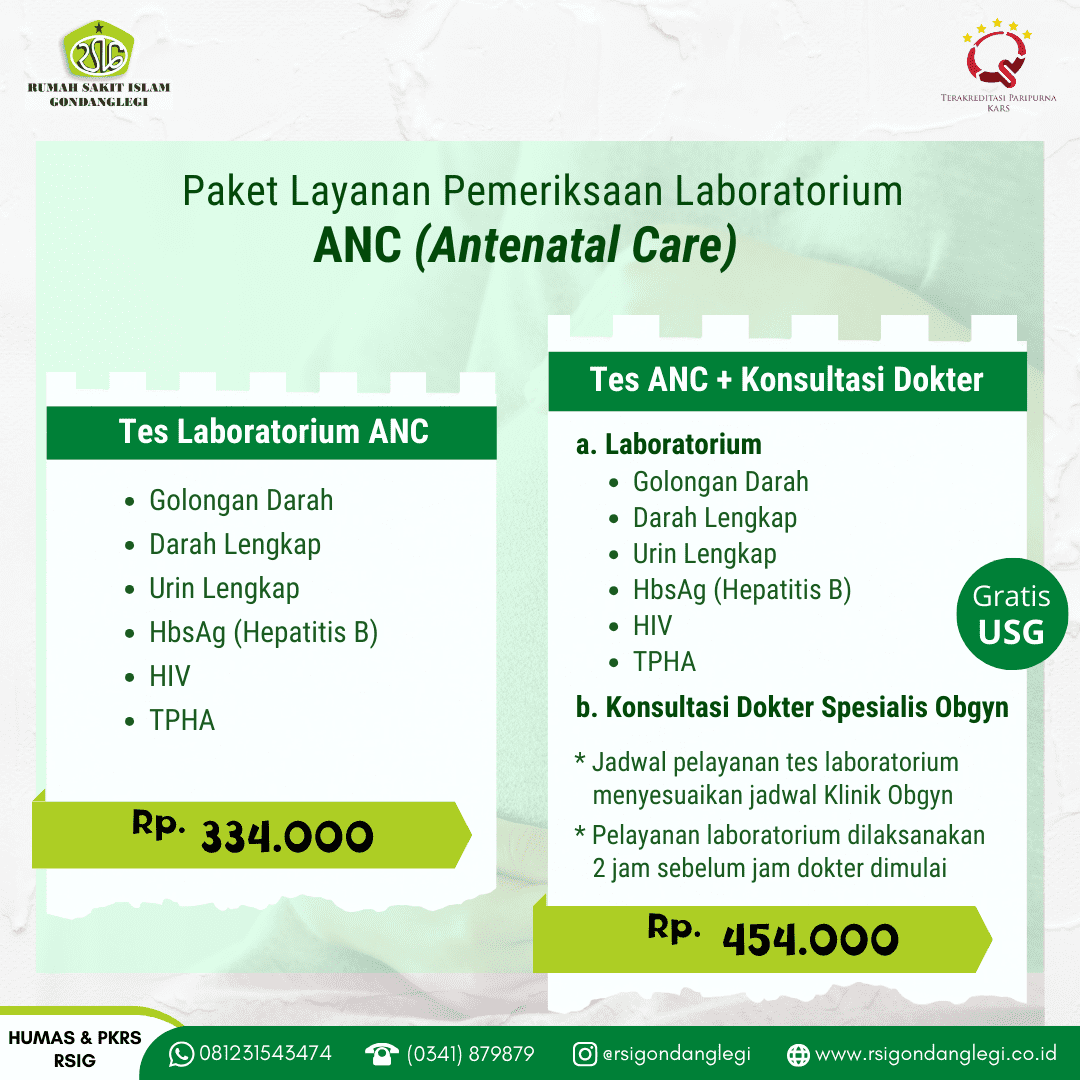 RSIG
RUMAH SAKIT ISLAM
GONDANGLEGI
TERAKREDITASI PARIPURNA
KARS
Paket Layanan Pemeriksaan Laboratorium
ANC (Antenatal Care)
Tes Laboratorium ANC
• Golongan Darah
• Darah Lengkap
• Urin Lengkap
• HbsAg (Hepatitis B)
• HIV
• TPHA
Rp. 334.000
Tes ANC + Konsultasi Dokter
a. Laboratorium
• Golongan Darah
• Darah Lengkap
• Urin Lengkap
• HbsAg (Hepatitis B)
• HIV
• TPHA
Gratis
USG
b. Konsultasi Dokter Spesialis Obgyn
* Jadwal pelayanan tes laboratorium
menyesuaikan jadwal Klinik Obgyn
* Pelayanan laboratorium dilaksanakan
2 jam sebelum jam dokter dimulai
Rp. 454.000
HUMAS & PKRS
RSIG
081231543474
(0341) 879879
@rsigondanglegi
www.rsigondanglegi.co.id